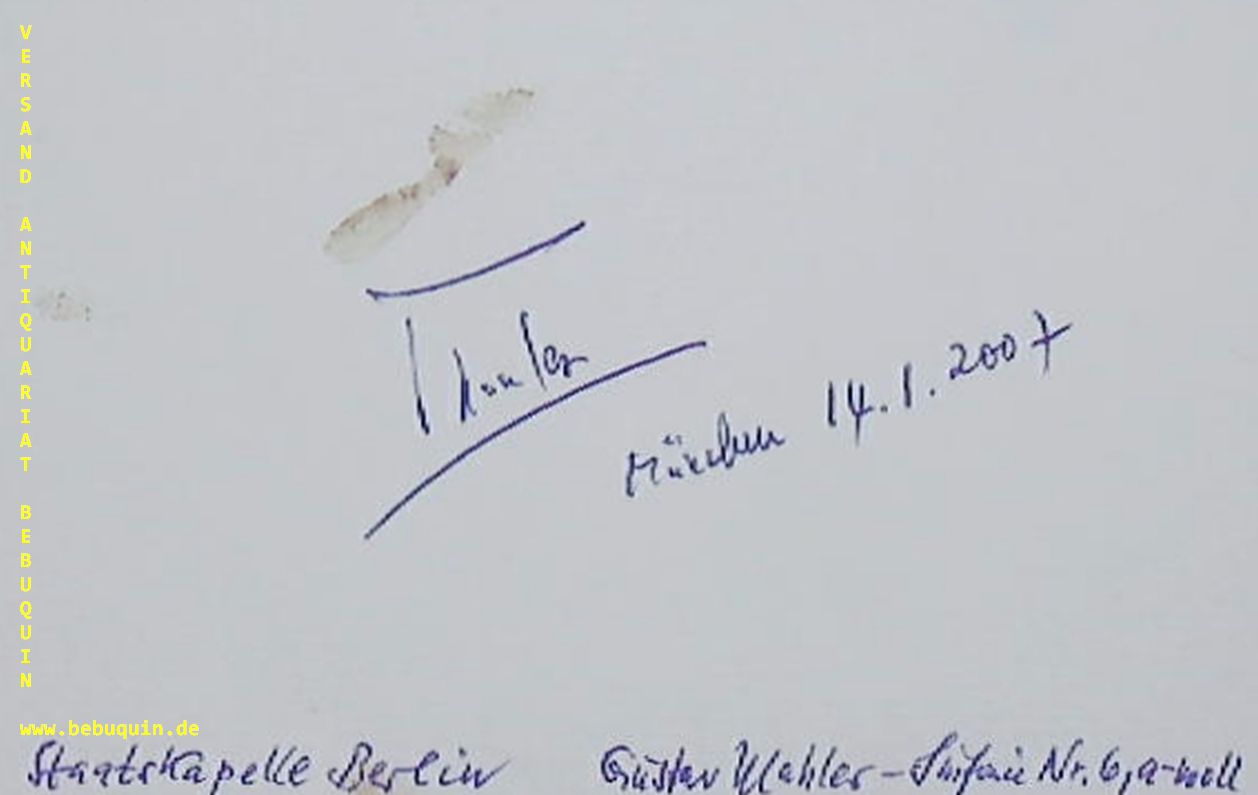 VERSAND ANTIQUARIAT BEBUQUIN
www.bebuquin.de
München 14.1.2007
Staatskapelle Berlin Gustav Mahler – Sinfonie Nr. 6, a-moll